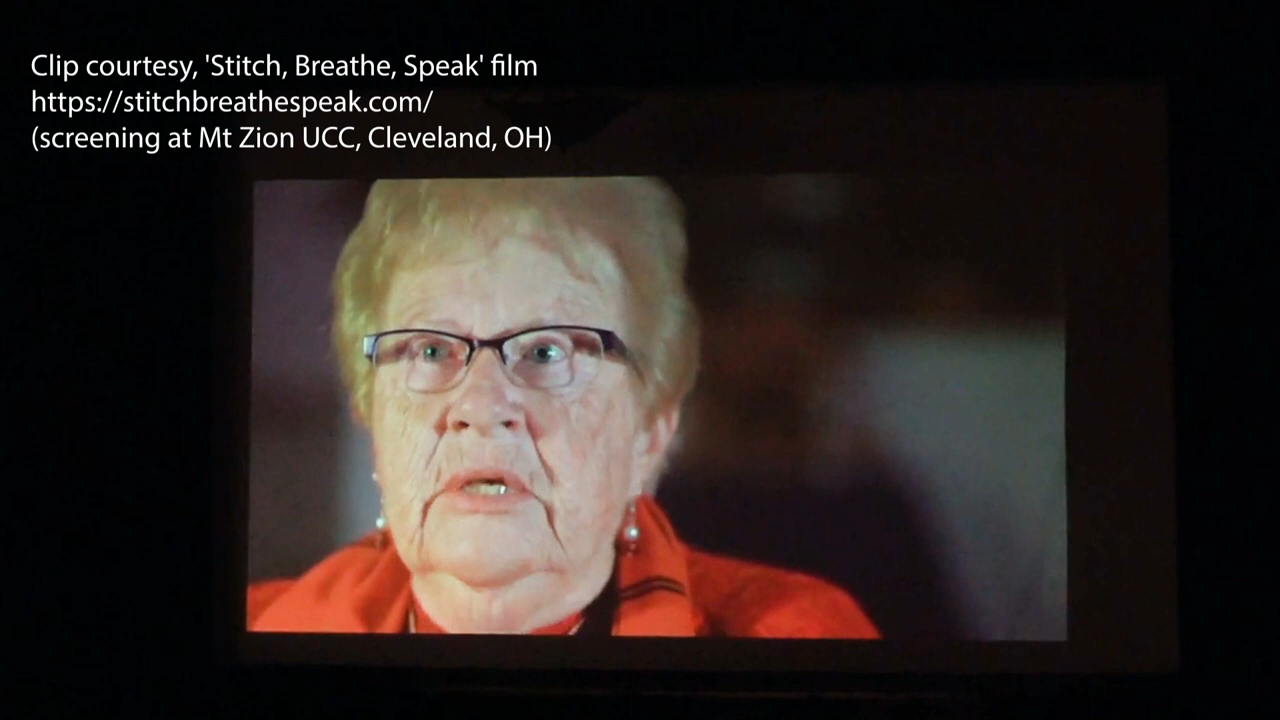 Clip courtesy, 'Stitch, Breathe, Speak' film
https://stitchbreathespeak.com/
(screening at Mt Zion UCC, Cleveland, OH)